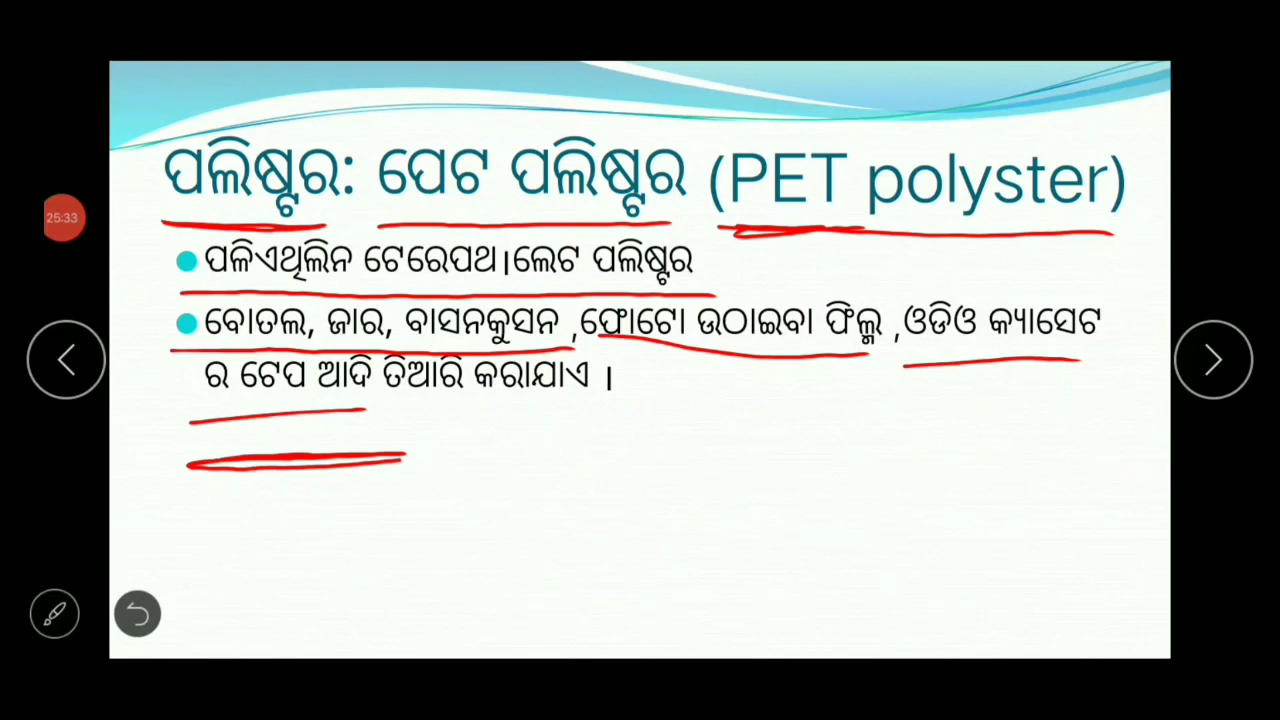 25:33
ପଲିଷ୍ଟର: ପେଟ ପଲିଷ୍ଟର (PET polyster)
ପଲିଏଥିଲିନ ଟେରେପଥ।ଲେଟ ପଲିଷ୍ଟର
ବୋତଲ, ଜାର, ବାସନକୁସନ ,ଫୋଟୋ ଉଠାଇବା ଫିଲ୍ମ ,ଓଡିଓ କ୍ୟାସେଟ
ର ଟେପ ଆଦି ତିଆରି କରାଯାଏ ।